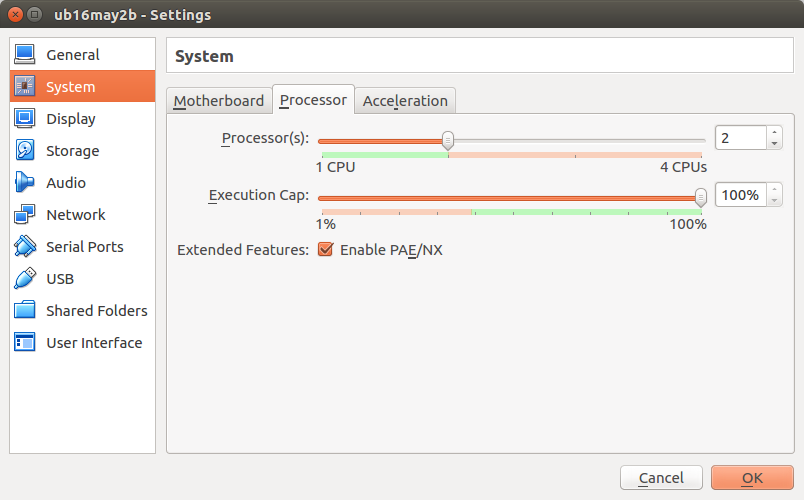 ub16may2b - Settings
General
System
Display
Storage
Audio
Network
Serial Ports
USB
Shared Folders
User Interface
System
Motherboard Processor Acceleration
Processor(s): 2
1 CPU 4 CPUs
Execution Cap: 100%
1% 100%
Extended Features: Enable PAE/NX
Cancel OK